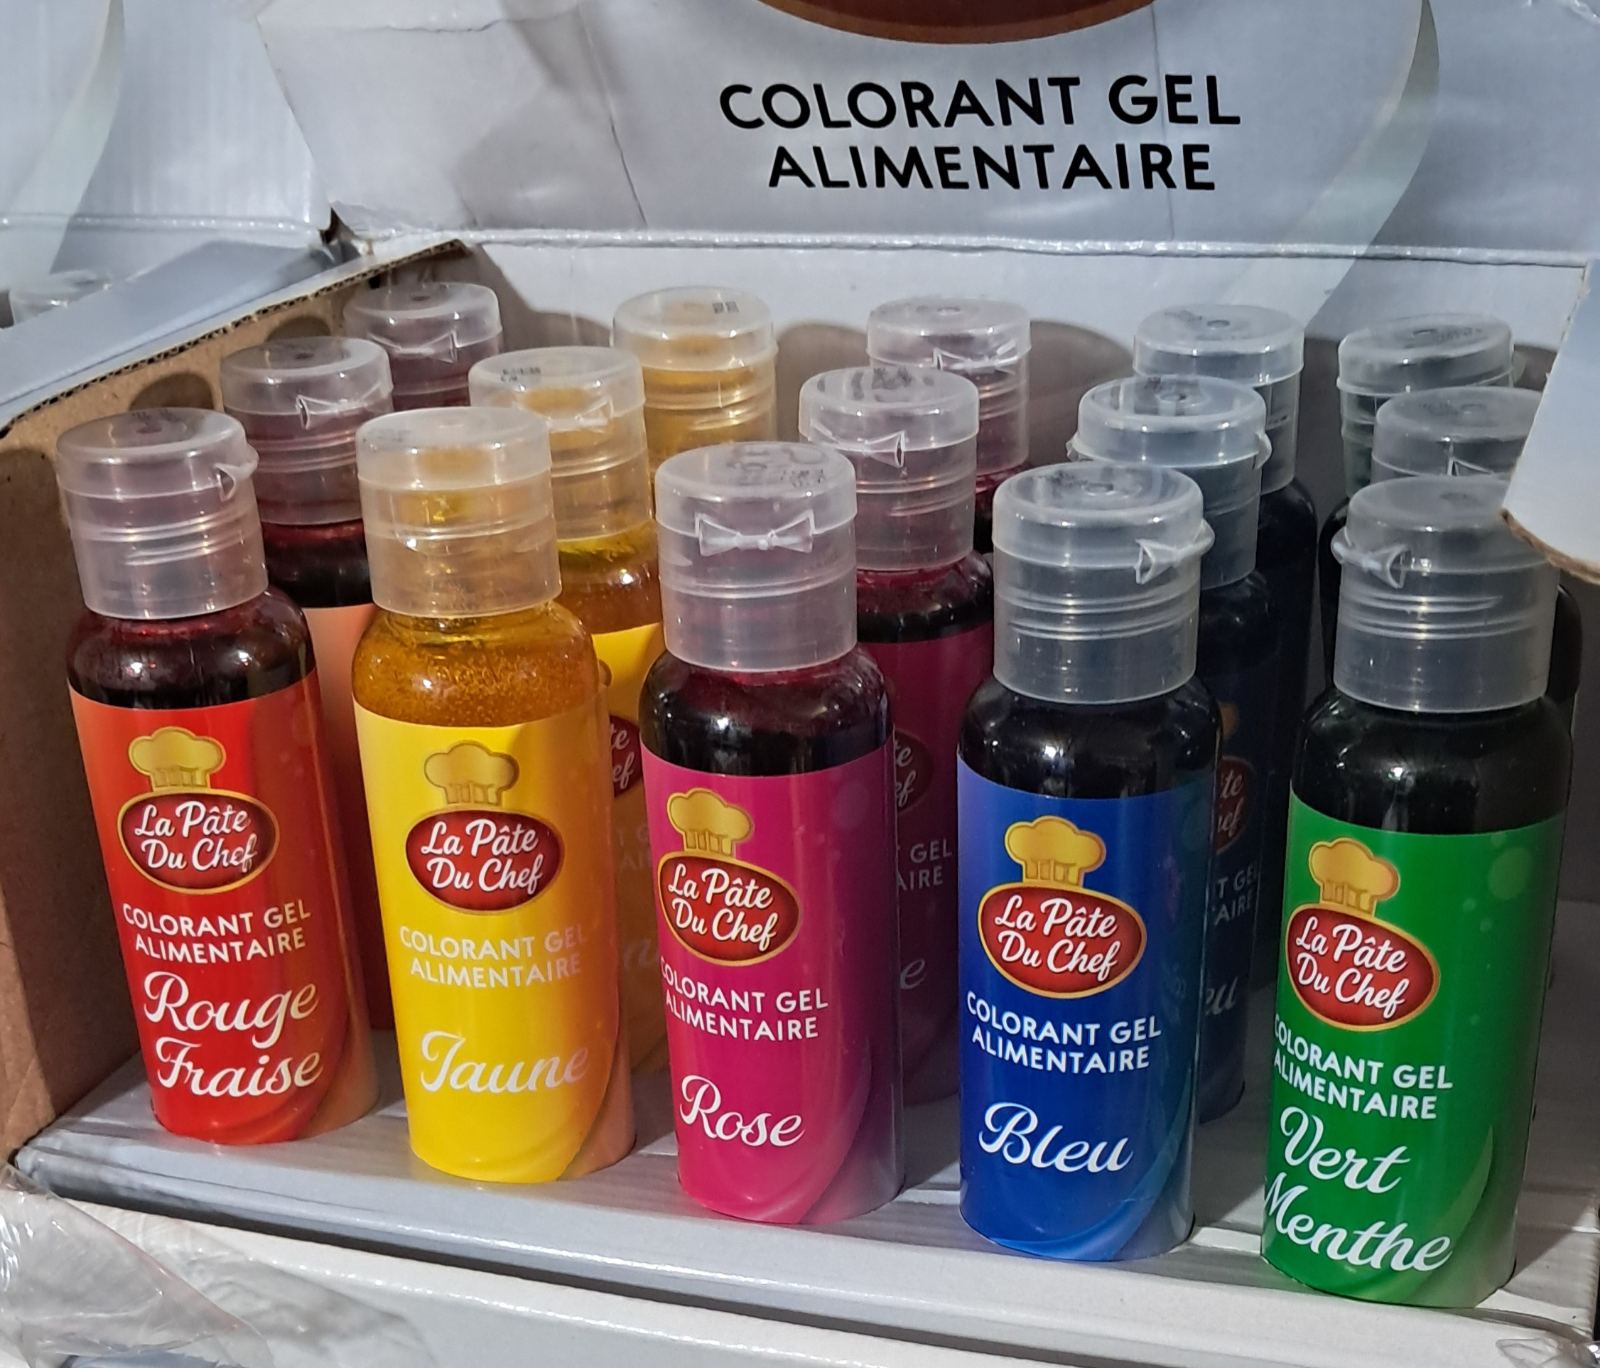 COLORANT GEL
ALIMENTAIRE
La Pâte
Du Chef
COLORANT GEL
ALIMENTAIRE
Rouge
Fraise
La Pâte
Du Chef
COLORANT GEL
ALIMENTAIRE
Jaune
La Pâte
Du Chef
COLORANT GEL
ALIMENTAIRE
Rose
La Pâte
Du Chef
COLORANT GEL
ALIMENTAIRE
Bleu
La Pâte
Du Chef
COLORANT GEL
ALIMENTAIRE
Vert
Menthe
GEL